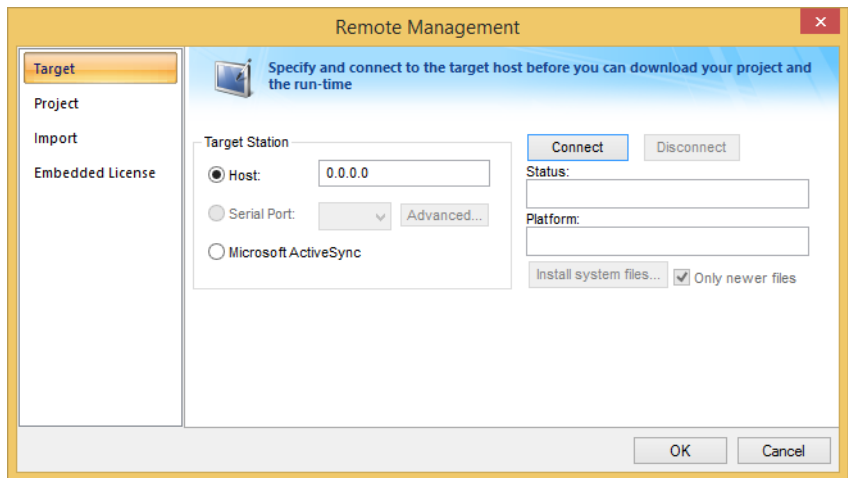 Remote Management
Target
Project
Import
Embedded License
Specify and connect to the target host before you can download your project and
the run-time
Target Station
Host:
0.0.0.0
Serial Port:
Advanced...
Microsoft ActiveSync
Connect
Disconnect
Status:
Platform:
Install system files...
Only newer files
OK
Cancel